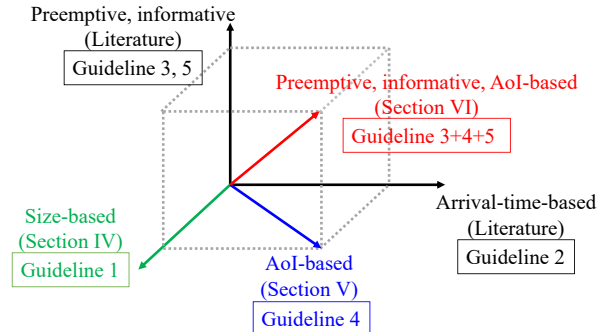 Preemptive, informative
(Literature)
Guideline 3, 5
Preemptive, informative, AoI-based
(Section VI)
Guideline 3+4+5
Size-based
(Section IV)
Guideline 1
Arrival-time-based
(Literature)
Guideline 2
AoI-based
(Section V)
Guideline 4